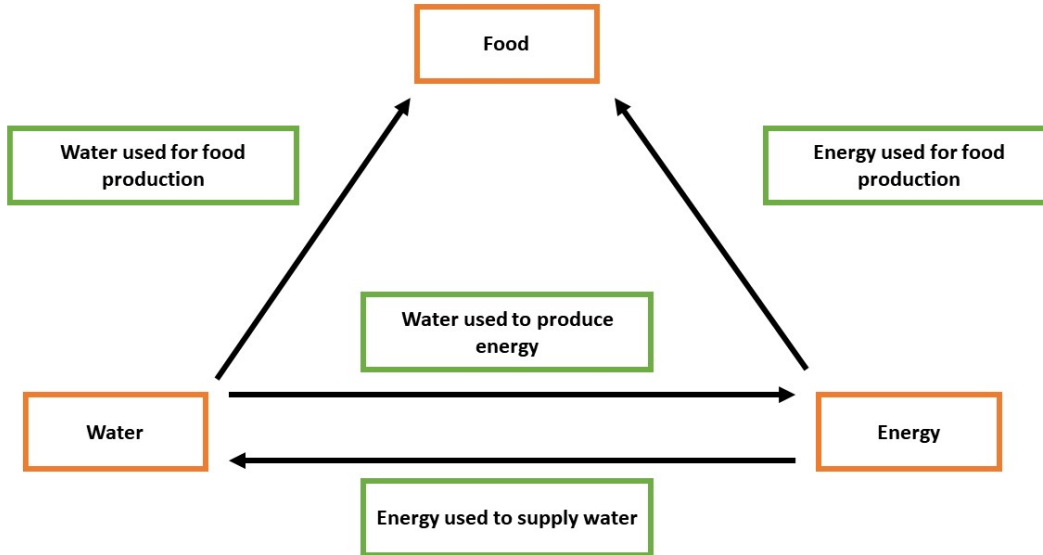 Food
Water used for food
production
Energy used for food
production
Water used to produce
energy
Water
Energy
Energy used to supply water